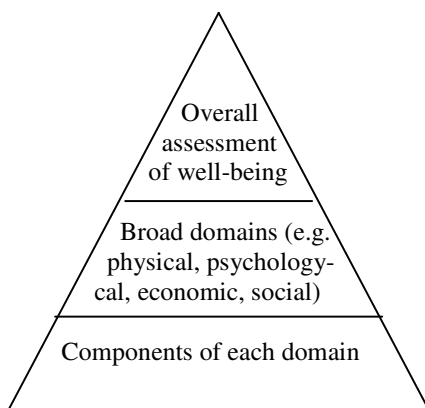 Overall
assessment
of well-being
Broad domains (e.g.
physical, psychology-
cal, economic, social)
Components of each domain